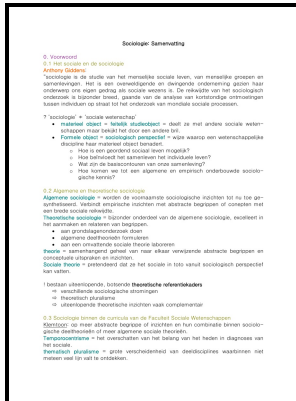 Sociologie: Samenvatting
0. Voorwoord
0.1 Het sociale en de sociologie
Anthony Giddens:
"sociologie is de studie van het menselijke sociale leven, van menselijke groepen en
samenlevingen. Het is een overweldigende en dwingende onderneming gezien haar
onderwerp ons eigen gedrag als sociale wezens is. De reikwijdte van het sociologisch
onderzoek is bijzonder breed, gaande van de analyse van kortstondige ontmoetingen
tussen individuen op straat tot het onderzoek van mondiale sociale processen.
? 'sociologie' + 'sociale wetenschap'
• materieel object = feitelijk studieobject = deelt ze met andere sociale weten-
schappen maar bekijkt het door een andere bril.
• Formele object = sociologisch perspectief = wijze waarop een wetenschappelijke
discipline haar materieel object benadert.
o Hoe is een geordend sociaal leven mogelijk?
o Hoe beïnvloedt het samenleven het individuele leven?
o Wat zijn de basiscontouren van onze samenleving?
o Hoe komen we tot een algemene en empirisch onderbouwde sociolo-
gische kennis?
0.2 Algemene en theoretische sociologie
Algemene sociologie = worden de voornaamste sociologische inzichten tot nu toe ge-
synthetiseerd. Verbindt empirische inzichten met abstracte begrippen of concepten met
een brede sociale reikwijdte.
Theoretische sociologie = bijzonder onderdeel van de algemene sociologie, excelleert in
het aanmaken en relateren van begrippen.
• aan grondslagenonderzoek doen
• algemene deeltheorieën formuleren
• aan een omvattende sociale theorie laboreren
theorie = samenhangend geheel van naar elkaar verwijzende abstracte begrippen en
conceptuele uitspraken en inzichten.
Sociale theorie = pretendeerd dat ze het sociale in toto vanuit sociologisch perspectief
kan vatten.
! bestaan uiteenlopende, botsende theoretische referentiekaders
⇨ verschillende sociologische stromingen
⇨ theoretisch pluralisme
⇨ uiteenlopende theoretische inzichten vaak complementair
0.3 Sociologie binnen de curricula van de Faculteit Sociale Wetenschappen
Klemtoon: op meer abstracte begrippe of inzichten en hun combinatie binnen sociolo-
gische deeltheorieën of meer algemene sociale theorieën.
Temporocentrisme = het overschatten van het belang van het heden in diagnoses van
het sociale.
thematisch pluralisme = grote verscheidenheid van deeldisciplines waarbinnen niet
meteen veel lijn valt te ontdekken.